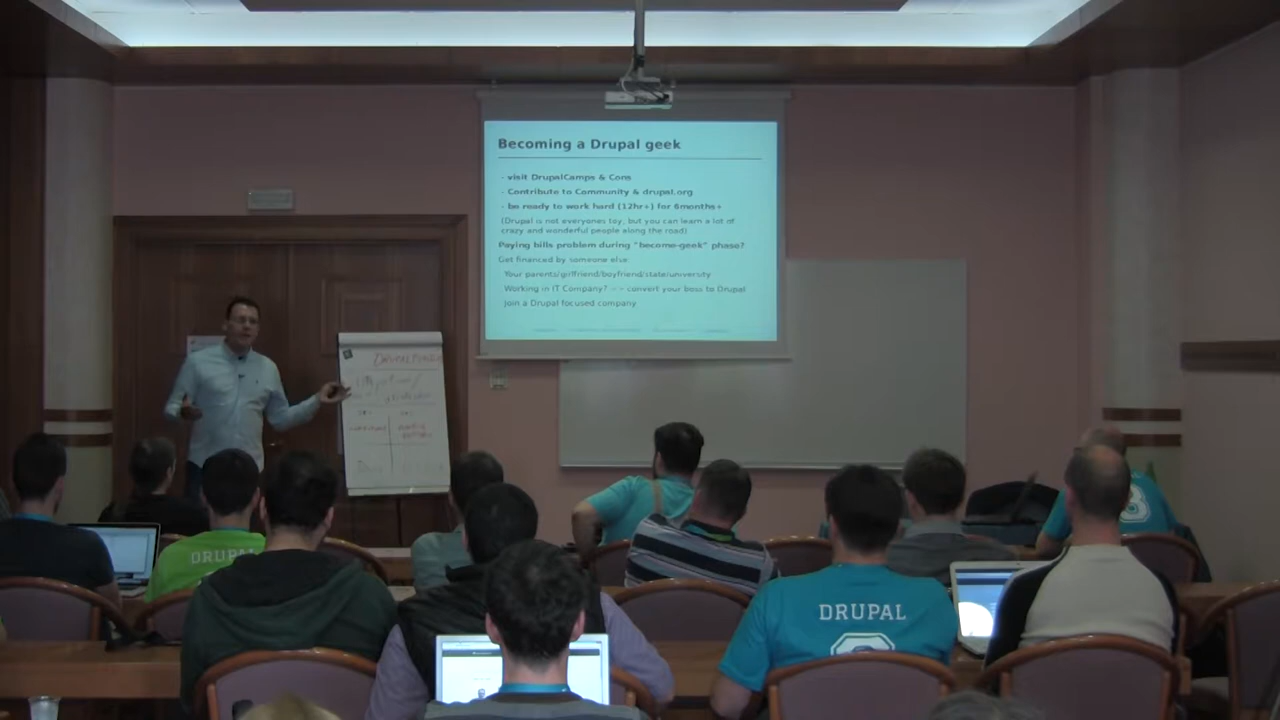 Becoming a Drupal geek
- visit DrupalCamps & Cons
- Contribute to Community & drupal.org
- be ready to work hard (12hr+) for 6months+
(Drupal is not everyones toy, but you can learn a lot of
crazy and wonderful people along the road)
Paying bills problem during "become-geek" phase?
Get financed by someone else:
Your parents/girlfriend/boyfriend/state/university
Working in IT Company? -- convert your boss to Drupal
Join a Drupal focused company
DRUPAL
DRUPAL
8